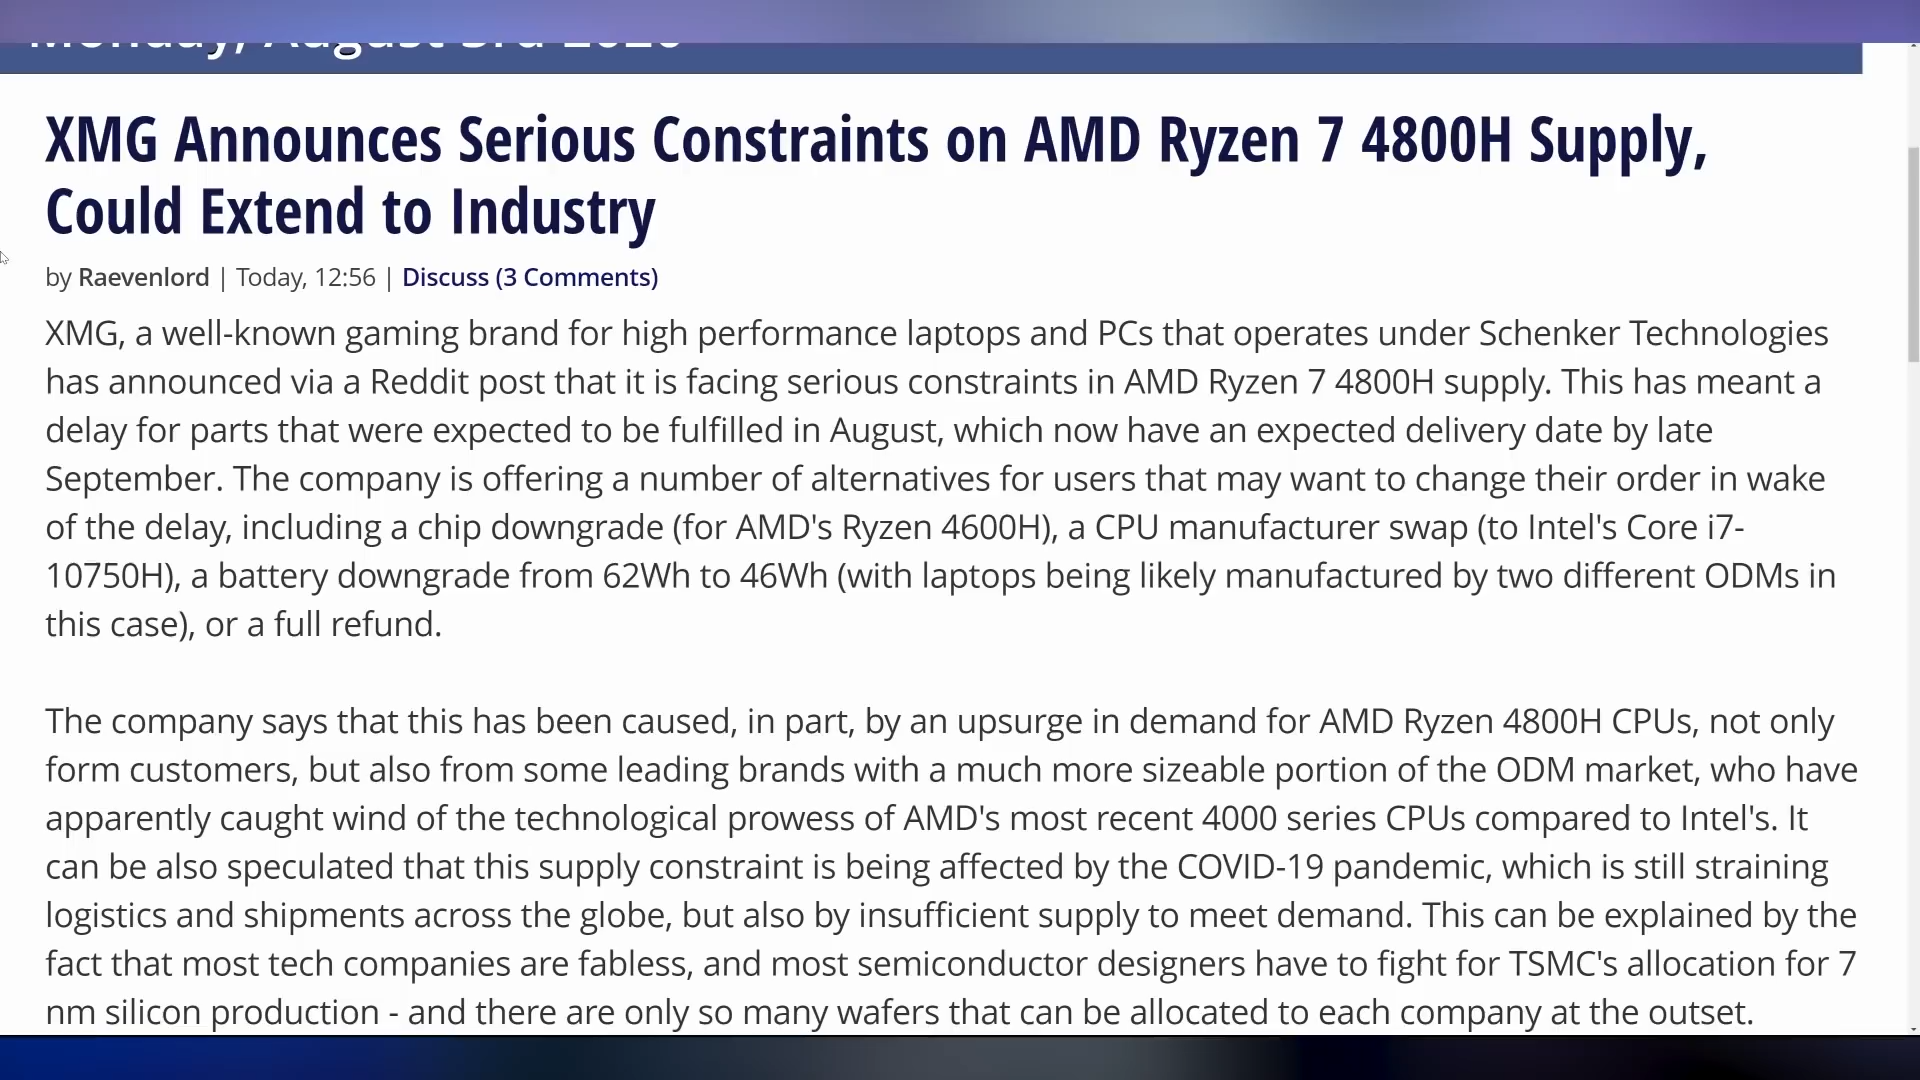 Monday, August 3rd 2020
XMG Announces Serious Constraints on AMD Ryzen 7 4800H Supply,
Could Extend to Industry
by Raevenlord | Today, 12:56 | Discuss (3 Comments)
XMG, a well-known gaming brand for high performance laptops and PCs that operates under Schenker Technologies
has announced via a Reddit post that it is facing serious constraints in AMD Ryzen 7 4800H supply. This has meant a
delay for parts that were expected to be fulfilled in August, which now have an expected delivery date by late
September. The company is offering a number of alternatives for users that may want to change their order in wake
of the delay, including a chip downgrade (for AMD's Ryzen 4600H), a CPU manufacturer swap (to Intel's Core i7-
10750H), a battery downgrade from 62Wh to 46Wh (with laptops being likely manufactured by two different ODMs in
this case), or a full refund.
The company says that this has been caused, in part, by an upsurge in demand for AMD Ryzen 4800H CPUs, not only
form customers, but also from some leading brands with a much more sizeable portion of the ODM market, who have
apparently caught wind of the technological prowess of AMD's most recent 4000 series CPUs compared to Intel's. It
can be also speculated that this supply constraint is being affected by the COVID-19 pandemic, which is still straining
logistics and shipments across the globe, but also by insufficient supply to meet demand. This can be explained by the
fact that most tech companies are fabless, and most semiconductor designers have to fight for TSMC's allocation for 7
nm silicon production - and there are only so many wafers that can be allocated to each company at the outset.